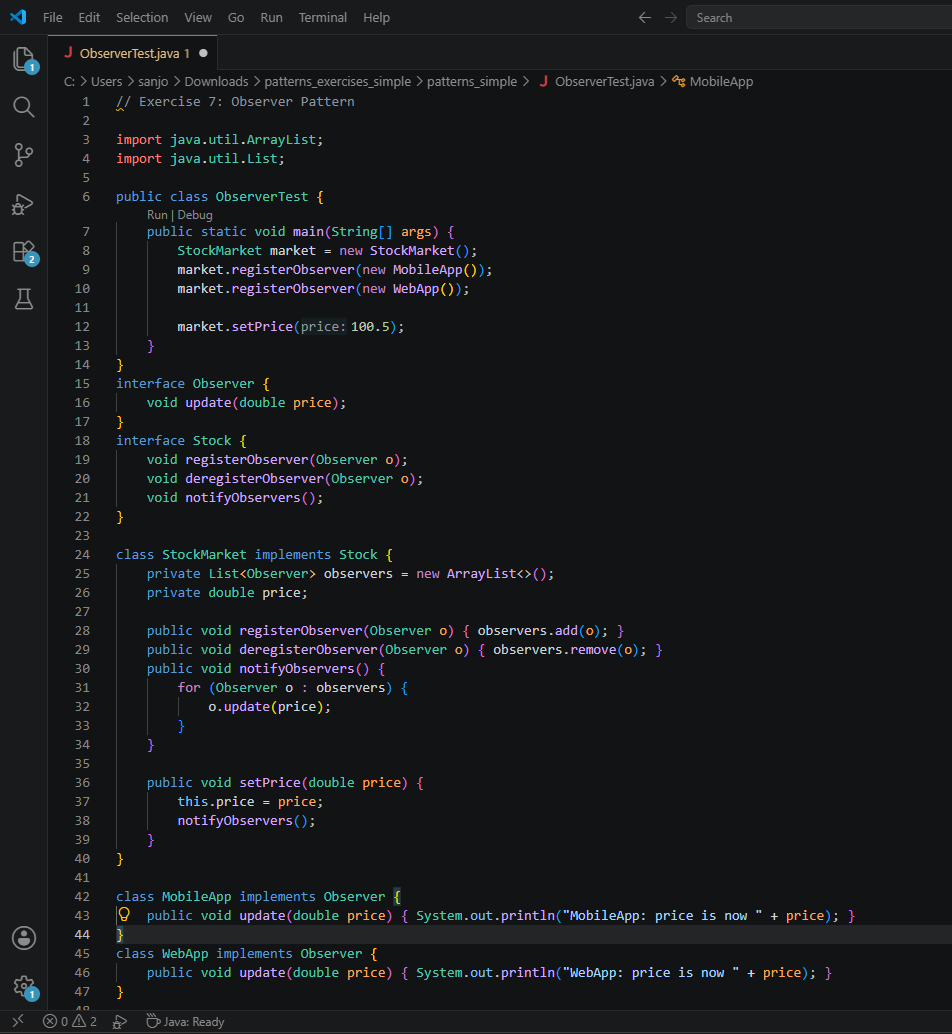 File Edit Selection View Go Run Terminal Help
Search
1
J ObserverTest.java 1
C: > Users > sanjo > Downloads > patterns_exercises_simple > patterns_simple > J ObserverTest.java > MobileApp
1 // Exercise 7: Observer Pattern
2
3 import java.util.ArrayList;
4 import java.util.List;
5
6 public class ObserverTest {
Run | Debug
7 public static void main(String[] args) {
8 StockMarket market = new StockMarket();
9 market.registerObserver(new MobileApp());
10 market.registerObserver(new WebApp());
11
12 market.setPrice(price: 100.5);
13 }
14 }
15 interface Observer {
16 void update(double price);
17 }
18 interface Stock {
19 void registerObserver(Observer o);
20 void deregisterObserver(Observer o);
21 void notifyObservers();
22 }
23
24 class StockMarket implements Stock {
25 private List<Observer> observers = new ArrayList<>();
26 private double price;
27
28 public void registerObserver(Observer o) { observers.add(o); }
29 public void deregisterObserver(Observer o) { observers.remove(o); }
30 public void notifyObservers() {
31 for (Observer o : observers) {
32 o.update(price);
33 }
34 }
35
36 public void setPrice(double price) {
37 this.price = price;
38 notifyObservers();
39 }
40 }
41
42 class MobileApp implements Observer {
43 public void update(double price) { System.out.println("MobileApp: price is now " + price); }
44 }
45 class WebApp implements Observer {
46 public void update(double price) { System.out.println("WebApp: price is now " + price); }
47 }
2
1
0 2 Java: Ready